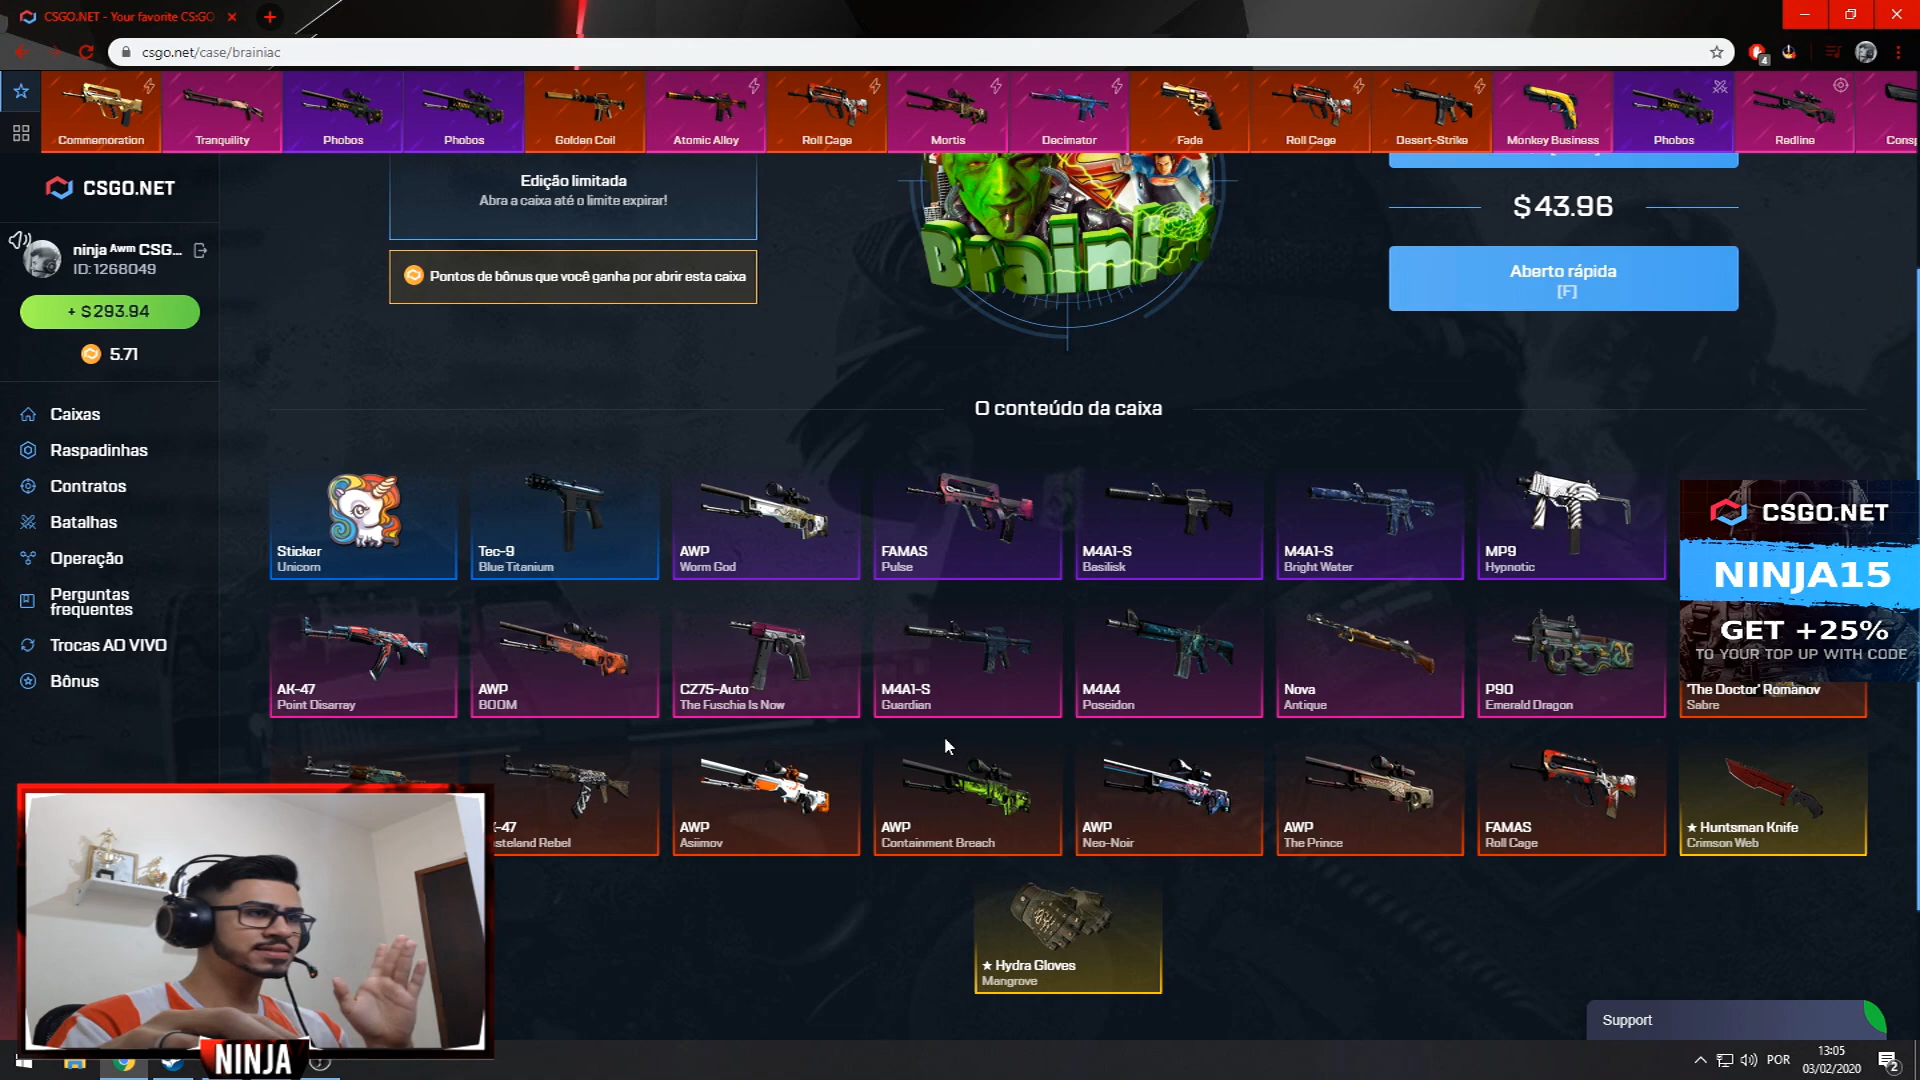 CSGO.NET - Your favorite CS:GO
csgo.net/case/brainiac
4
Commemoration
Tranquility
Phobos
Phobos
Golden Coil
Atomic Alloy
Roll Cage
Mortis
Decimator
Fade
Roll Cage
Desert-Strike
Monkey Business
Phobos
Redline
CSGO.NET
ninja ᴬʷᵐ CSG...
ID: 1268049
+ $293.94
5.71
Caixas
Raspadinhas
Contratos
Batalhas
Operação
Perguntas
frequentes
Trocas AO VIVO
Bônus
Edição limitada
Abra a caixa até o limite expirar!
Pontos de bônus que você ganha por abrir esta caixa
$43.96
Aberto rápida
[F]
O conteúdo da caixa
Sticker
Unicorn
Tec-9
Blue Titanium
AWP
Worm God
FAMAS
Pulse
M4A1-S
Basilisk
M4A1-S
Bright Water
MP9
Hypnotic
AK-47
Point Disarray
AWP
BOOM
CZ75-Auto
The Fuschia Is Now
M4A1-S
Guardian
M4A4
Poseidon
Nova
Antique
P90
Emerald Dragon
'The Doctor' Romanov
Sabre
CSGO.NET
NINJA15
GET +25%
TO YOUR TOP UP WITH CODE
AWP
Asiimov
AWP
Containment Breach
AWP
Neo-Noir
AWP
The Prince
FAMAS
Roll Cage
★ Huntsman Knife
Crimson Web
★ Hydra Gloves
Mangrove
Support
NINJA
POR
13:05
03/02/2020
2